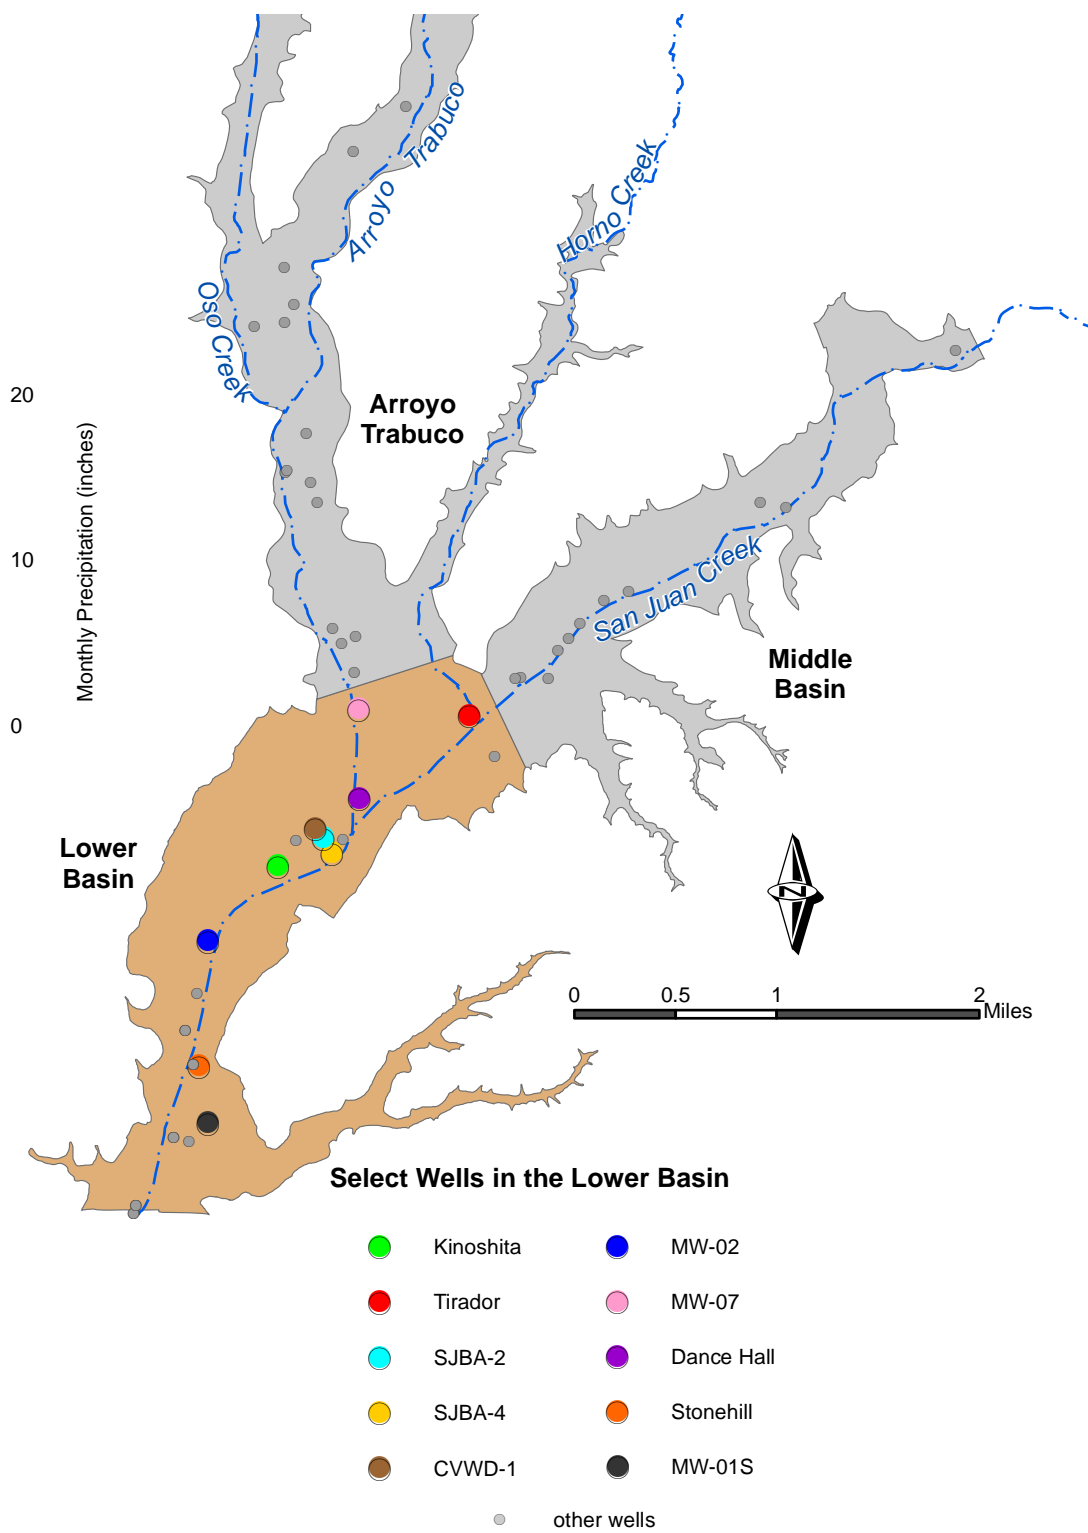 Arroyo Trabuco
Horno Creek
Oso Creek
20
Arroyo
Trabuco
Monthly Precipitation (inches)
10
San Juan Creek
Middle
Basin
0
Lower
Basin
N
0 0.5 1 2
Miles
Select Wells in the Lower Basin
Kinoshita MW-02
Tirador MW-07
SJBA-2 Dance Hall
SJBA-4 Stonehill
CVWD-1 MW-01S
other wells